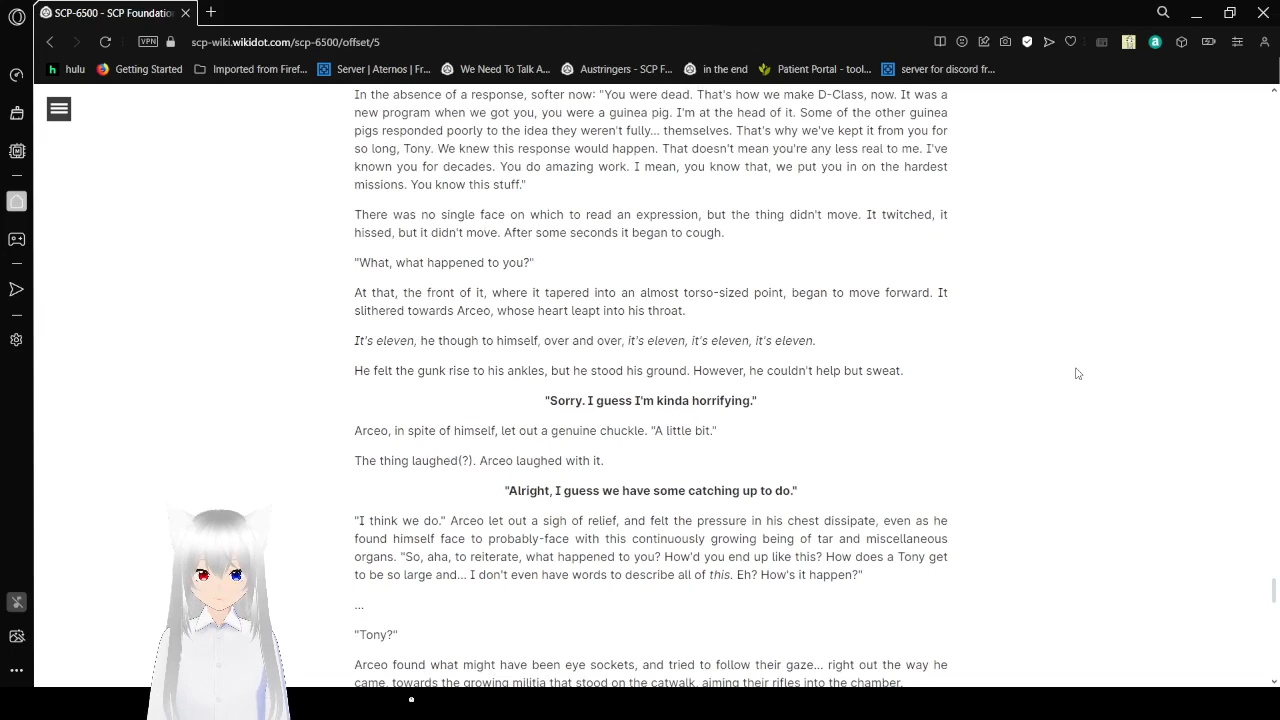 SCP-6500 - SCP Foundatio
scp-wiki.wikidot.com/scp-6500/offset/5
VPN
hulu
Getting Started
Imported from Firef...
Server | Aternos | Fr...
We Need To Talk A...
Austringers - SCP F...
in the end
Patient Portal - tool...
server for discord fr...
In the absence of a response, softer now: "You were dead. That's how we make D-Class, now. It was a
new program when we got you, you were a guinea pig. I'm at the head of it. Some of the other guinea
pigs responded poorly to the idea they weren't fully... themselves. That's why we've kept it from you for
so long, Tony. We knew this response would happen. That doesn't mean you're any less real to me. I've
known you for decades. You do amazing work. I mean, you know that, we put you in on the hardest
missions. You know this stuff."
There was no single face on which to read an expression, but the thing didn't move. It twitched, it
hissed, but it didn't move. After some seconds it began to cough.
"What, what happened to you?"
At that, the front of it, where it tapered into an almost torso-sized point, began to move forward. It
slithered towards Arceo, whose heart leapt into his throat.
It's eleven, he though to himself, over and over, it's eleven, it's eleven, it's eleven.
He felt the gunk rise to his ankles, but he stood his ground. However, he couldn't help but sweat.
"Sorry. I guess I'm kinda horrifying."
Arceo, in spite of himself, let out a genuine chuckle. "A little bit."
The thing laughed(?). Arceo laughed with it.
"Alright, I guess we have some catching up to do."
"I think we do." Arceo let out a sigh of relief, and felt the pressure in his chest dissipate, even as he
found himself face to probably-face with this continuously growing being of tar and miscellaneous
organs. "So, aha, to reiterate, what happened to you? How'd you end up like this? How does a Tony get
to be so large and... I don't even have words to describe all of this. Eh? How's it happen?"
...
"Tony?"
Arceo found what might have been eye sockets, and tried to follow their gaze... right out the way he
came, towards the growing militia that stood on the catwalk, aiming their rifles into the chamber.